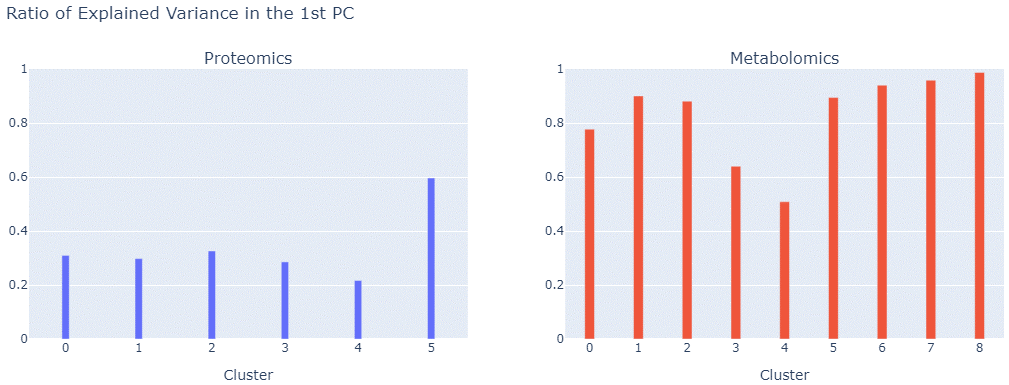 Ratio of Explained Variance in the 1st PC
Proteomics
1
0.8
0.6
0.4
0.2
0
0 1 2 3 4 5
Cluster
Metabolomics
1
0.8
0.6
0.4
0.2
0
0 1 2 3 4 5 6 7 8
Cluster